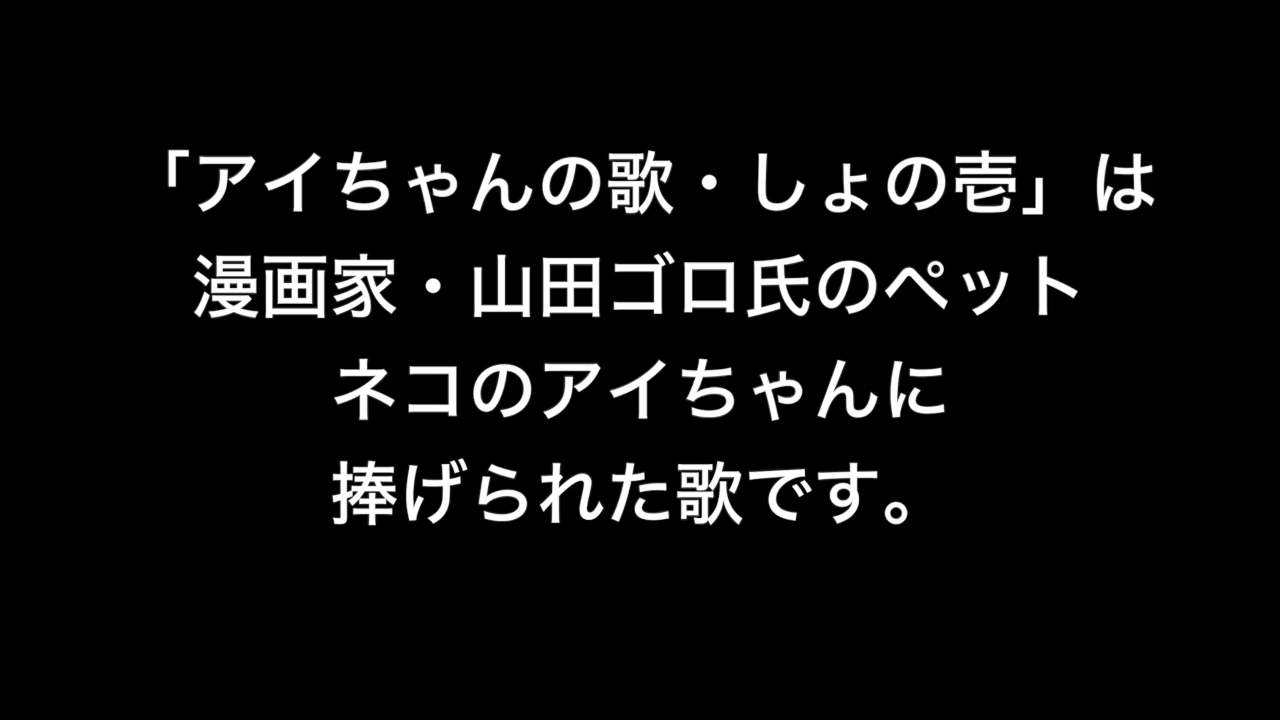 「アイちゃんの歌・しょの壱」は
漫画家・山田ゴロ氏のペット
ネコのアイちゃんに
捧げられた歌です。